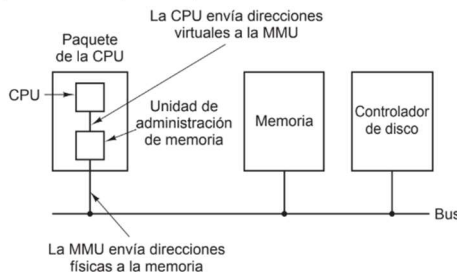 La CPU envía direcciones
virtuales a la MMU
Paquete
de la CPU
CPU
Unidad de
administración
de memoria
Memoria
Controlador
de disco
Bus
La MMU envía direcciones
físicas a la memoria